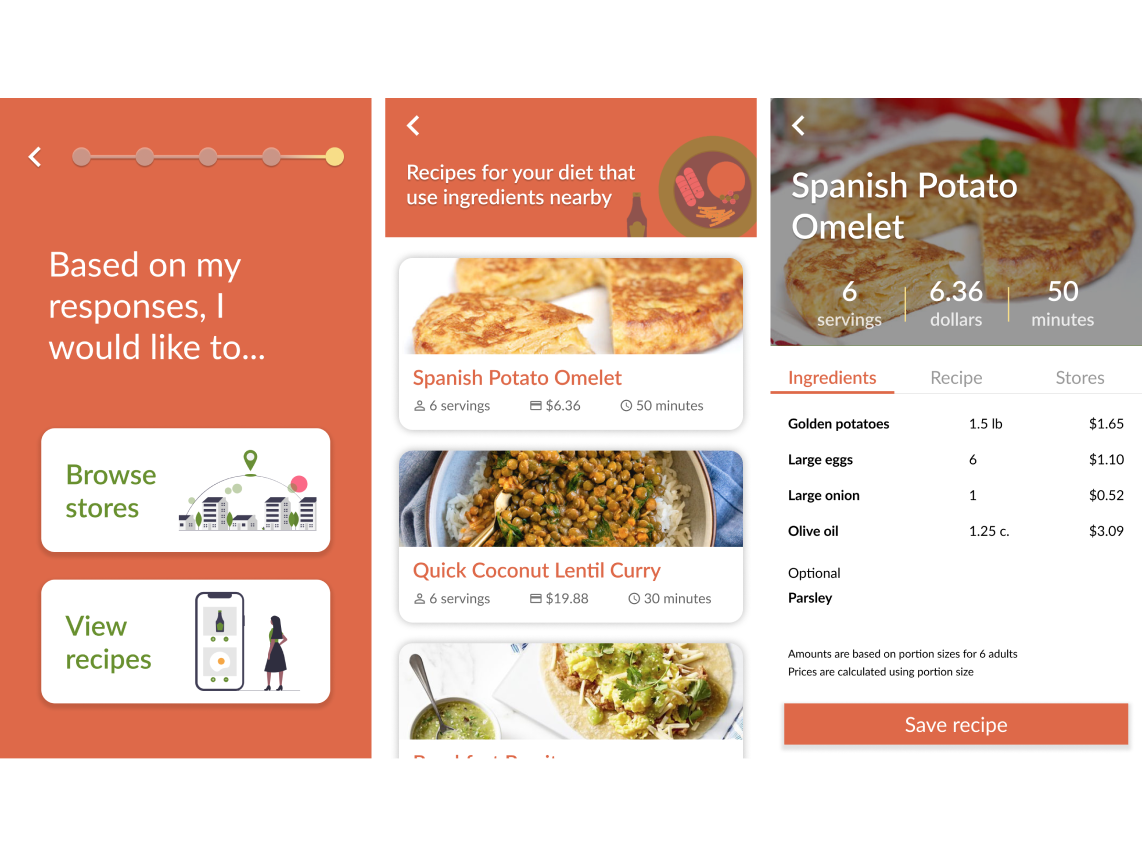 Based on my
responses, I
would like to...
Browse
stores
View
recipes
Recipes for your diet that
use ingredients nearby
Spanish Potato Omelet
6 servings $6.36 50 minutes
Quick Coconut Lentil Curry
6 servings $19.88 30 minutes
Spanish Potato
Omelet
6 6.36 50
servings dollars minutes
Ingredients Recipe Stores
Golden potatoes 1.5 lb $1.65
Large eggs 6 $1.10
Large onion 1 $0.52
Olive oil 1.25 c. $3.09
Optional
Parsley
Amounts are based on portion sizes for 6 adults
Prices are calculated using portion size
Save recipe